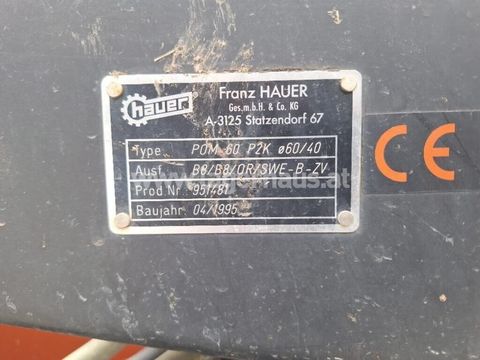 hauer
Franz HAUER
Ges.m.b.H. & Co. KG
A-3125 Statzendorf 67
Type POM 60 P2K ø60/40
Ausf. B6/B8/OR/SWE-B-ZV
Prod Nr. 951481
Baujahr 04/1995
CE